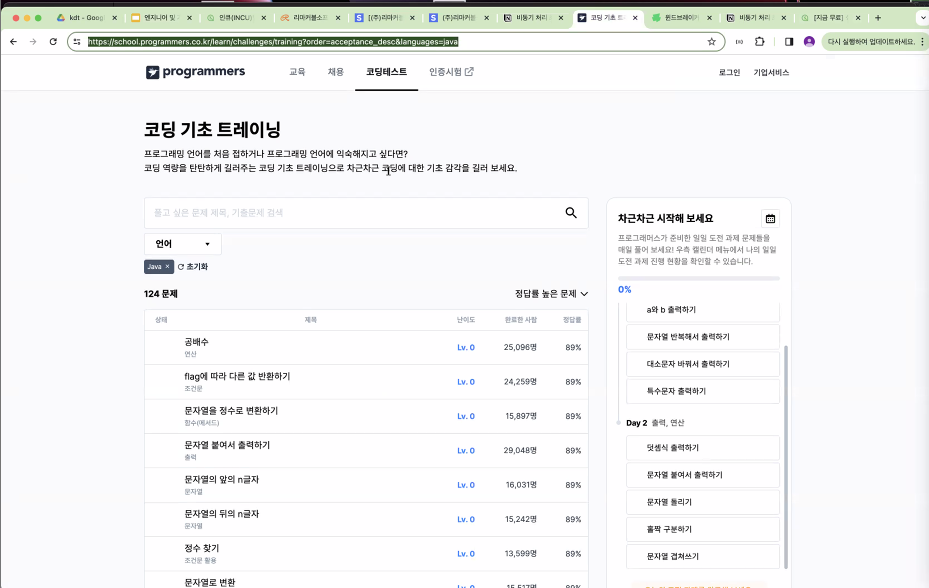 kdt - Goog
엔지니어 및
인큐(INCU
리마커블소프
[(주)리마커블
(주)리마커블
비동기 처리
코딩 기초 트레
윈드브레이커
비동기 처리
[지금 무료]
https://school.programmers.co.kr/learn/challenges/training?order=acceptance_desc&languages=java
다시 실행하여 업데이트하세요.
programmers
교육 채용 코딩테스트 인증시험
로그인 기업서비스
코딩 기초 트레이닝
프로그래밍 언어를 처음 접하거나 프로그래밍 언어에 익숙해지고 싶다면?
코딩 역량을 탄탄하게 길러주는 코딩 기초 트레이닝으로 차근차근 코딩에 대한 기초 감각을 길러 보세요.
풀고 싶은 문제 제목, 기출문제 검색
언어
Java × 초기화
124 문제 정답률 높은 문제
상태 제목 난이도 완료한 사람 정답률
공배수 Lv. 0 25,096명 89%
연산
flag에 따라 다른 값 반환하기 Lv. 0 24,259명 89%
조건문
문자열을 정수로 변환하기 Lv. 0 15,897명 89%
함수(메서드)
문자열 붙여서 출력하기 Lv. 0 29,048명 89%
출력
문자열의 앞의 n글자 Lv. 0 16,031명 89%
문자열
문자열의 뒤의 n글자 Lv. 0 15,242명 89%
문자열
정수 찾기 Lv. 0 13,599명 89%
조건문 활용
문자열로 변환
차근차근 시작해 보세요
프로그래머스가 준비한 일일 도전 과제 문제들을
매일 풀어 보세요! 우측 캘린더 메뉴에서 나의 일일
도전 과제 진행 현황을 확인할 수 있습니다.
0%
a와 b 출력하기
문자열 반복해서 출력하기
대소문자 바꿔서 출력하기
특수문자 출력하기
Day 2 출력, 연산
덧셈식 출력하기
문자열 붙여서 출력하기
문자열 돌리기
홀짝 구분하기
문자열 겹쳐쓰기